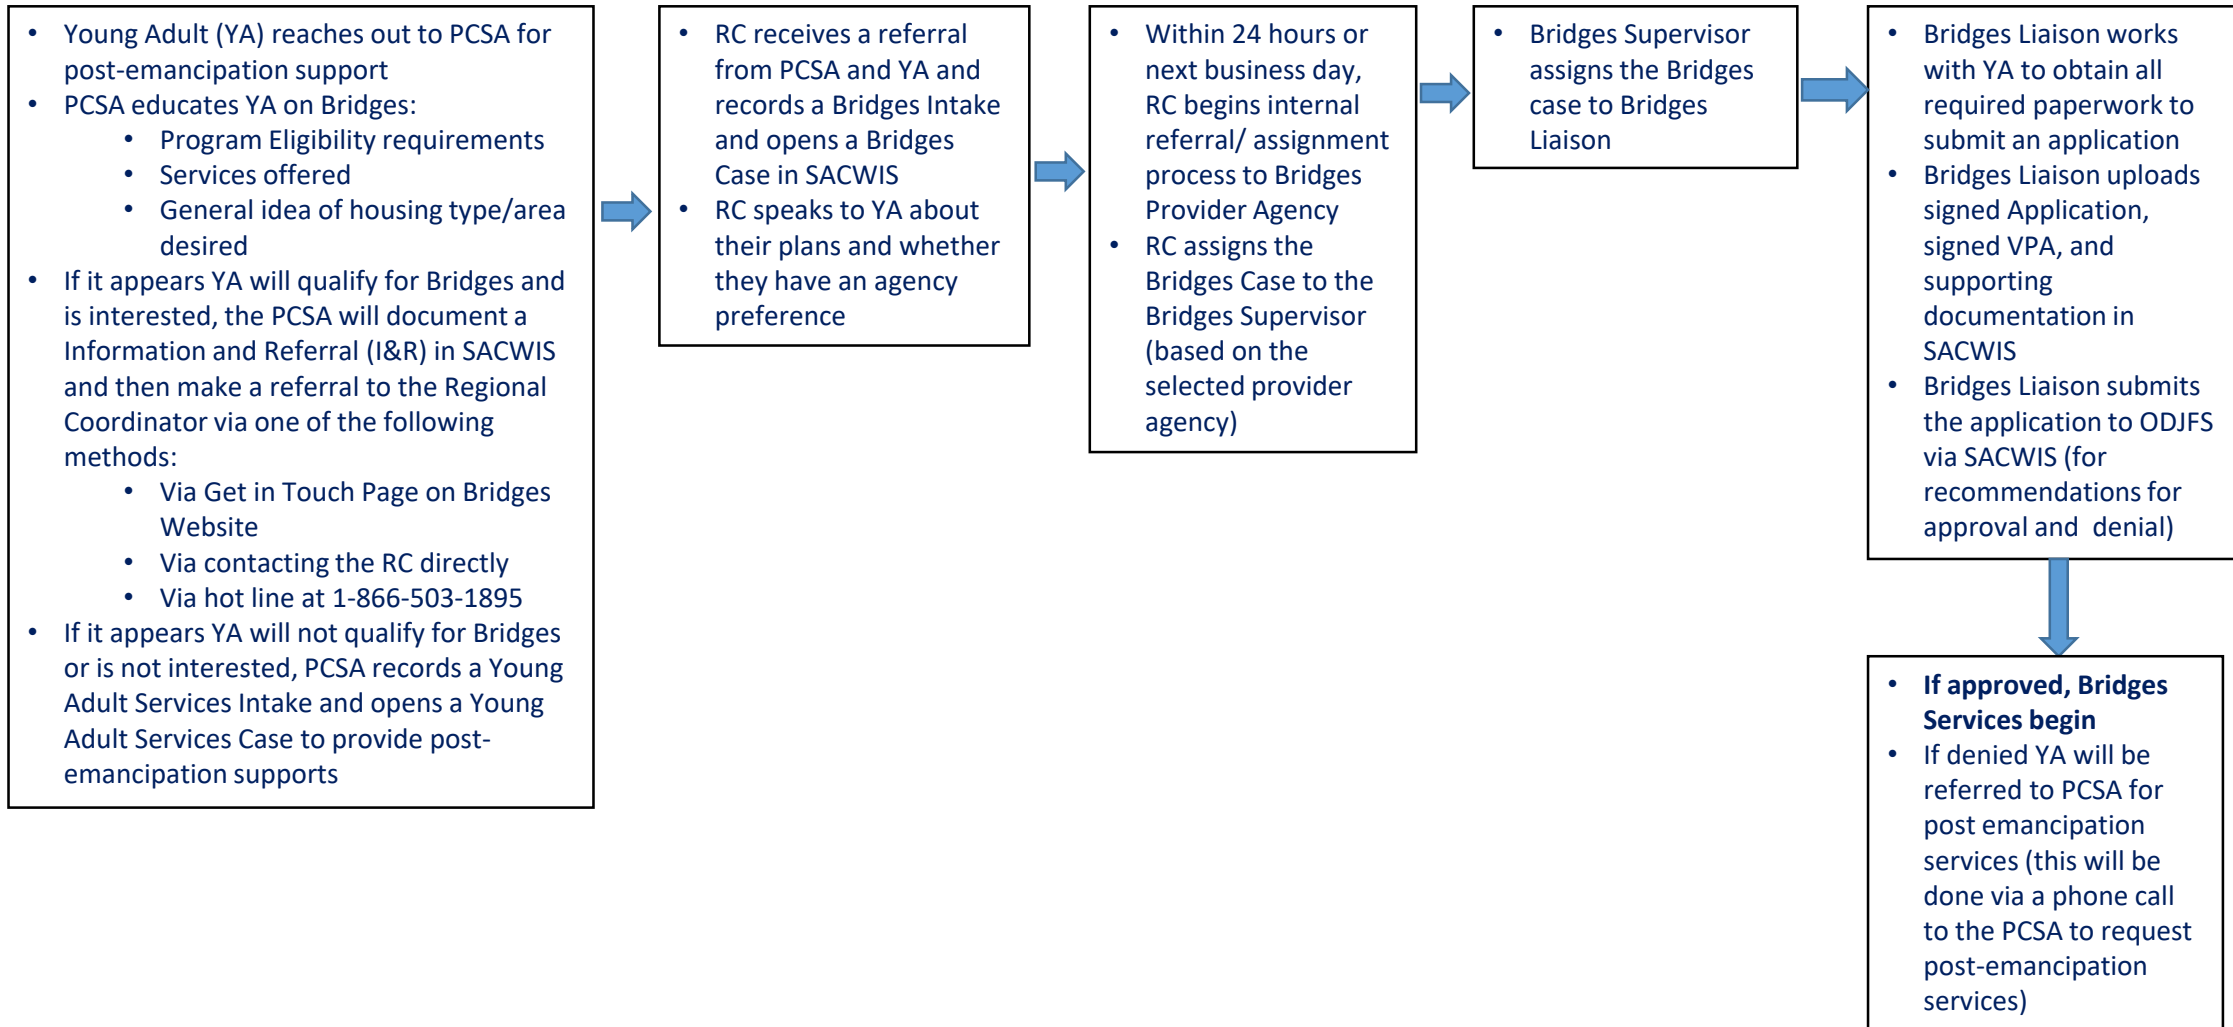 • Young Adult (YA) reaches out to PCSA for
post-emancipation support
• PCSA educates YA on Bridges:
• Program Eligibility requirements
• Services offered
• General idea of housing type/area
desired
• If it appears YA will qualify for Bridges and
is interested, the PCSA will document a
Information and Referral (I&R) in SACWIS
and then make a referral to the Regional
Coordinator via one of the following
methods:
• Via Get in Touch Page on Bridges
Website
• Via contacting the RC directly
• Via hot line at 1-866-503-1895
• If it appears YA will not qualify for Bridges
or is not interested, PCSA records a Young
Adult Services Intake and opens a Young
Adult Services Case to provide post-
emancipation supports
• RC receives a referral
from PCSA and YA and
records a Bridges Intake
and opens a Bridges
Case in SACWIS
• RC speaks to YA about
their plans and whether
they have an agency
preference
• Within 24 hours or
next business day,
RC begins internal
referral/ assignment
process to Bridges
Provider Agency
• RC assigns the
Bridges Case to the
Bridges Supervisor
(based on the
selected provider
agency)
• Bridges Supervisor
assigns the Bridges
case to Bridges
Liaison
• Bridges Liaison works
with YA to obtain all
required paperwork to
submit an application
• Bridges Liaison uploads
signed Application,
signed VPA, and
supporting
documentation in
SACWIS
• Bridges Liaison submits
the application to ODJFS
via SACWIS (for
recommendations for
approval and denial)
• If approved, Bridges
Services begin
• If denied YA will be
referred to PCSA for
post emancipation
services (this will be
done via a phone call
to the PCSA to request
post-emancipation
services)